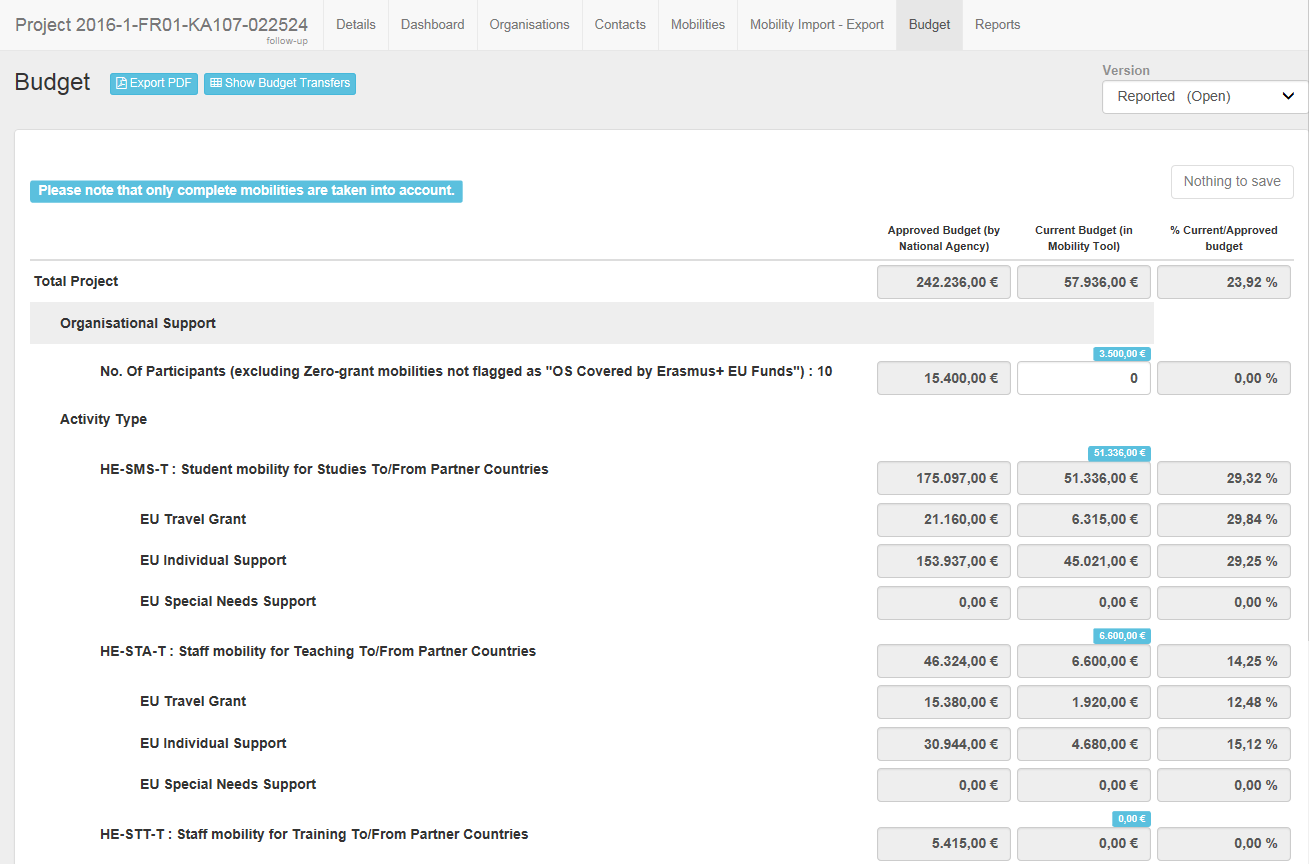 Project 2016-1-FR01-KA107-022524
follow-up
Details
Dashboard
Organisations
Contacts
Mobilities
Mobility Import - Export
Budget
Reports
Budget
Export PDF
Show Budget Transfers
Version
Reported (Open)
Please note that only complete mobilities are taken into account.
Nothing to save
Approved Budget (by National Agency)
Current Budget (in Mobility Tool)
% Current/Approved budget
Total Project 242.236,00 € 57.936,00 € 23,92 %
Organisational Support
3.500,00 €
No. Of Participants (excluding Zero-grant mobilities not flagged as "OS Covered by Erasmus+ EU Funds") : 10 15.400,00 € 0 0,00 %
Activity Type
51.336,00 €
HE-SMS-T : Student mobility for Studies To/From Partner Countries 175.097,00 € 51.336,00 € 29,32 %
EU Travel Grant 21.160,00 € 6.315,00 € 29,84 %
EU Individual Support 153.937,00 € 45.021,00 € 29,25 %
EU Special Needs Support 0,00 € 0,00 € 0,00 %
6.600,00 €
HE-STA-T : Staff mobility for Teaching To/From Partner Countries 46.324,00 € 6.600,00 € 14,25 %
EU Travel Grant 15.380,00 € 1.920,00 € 12,48 %
EU Individual Support 30.944,00 € 4.680,00 € 15,12 %
EU Special Needs Support 0,00 € 0,00 € 0,00 %
0,00 €
HE-STT-T : Staff mobility for Training To/From Partner Countries 5.415,00 € 0,00 € 0,00 %